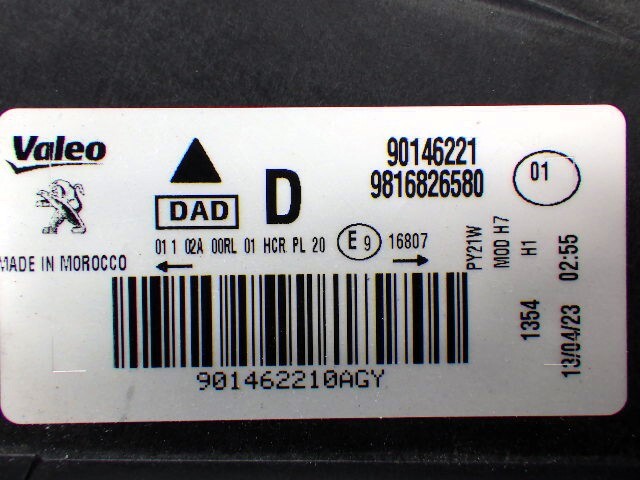 Valeo
90146221
9816826580
01
DAD
D
01 1 02A 00RL 01 HCR PL 20
E 9
16807
MADE IN MOROCCO
PY21W
MOD H7
H1
1354
13/04/23 02:55
901462210AGY